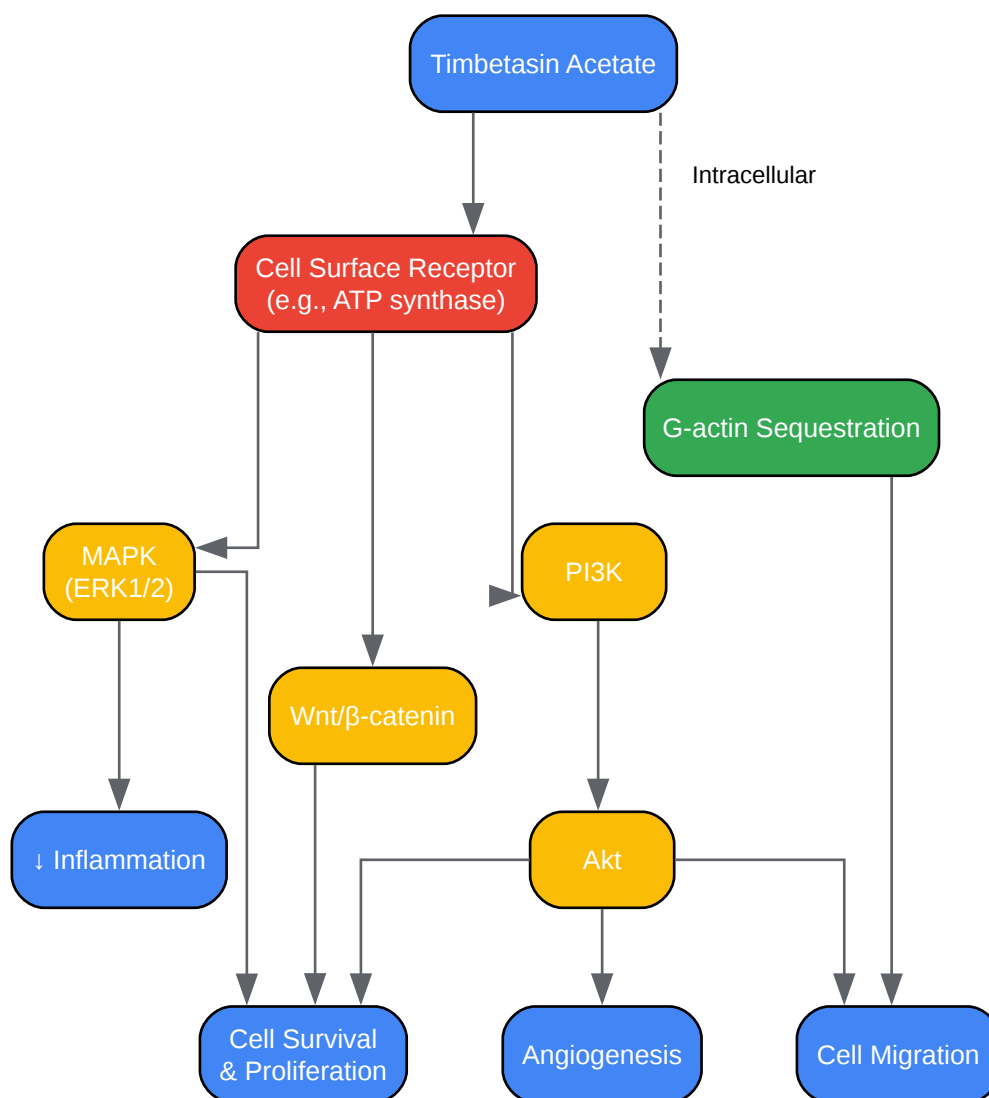 Timbetasin Acetate
Intracellular
Cell Surface Receptor
(e.g., ATP synthase)
G-actin Sequestration
MAPK
(ERK1/2)
PI3K
Wnt/β-catenin
↓ Inflammation
Akt
Cell Survival
& Proliferation
Angiogenesis
Cell Migration